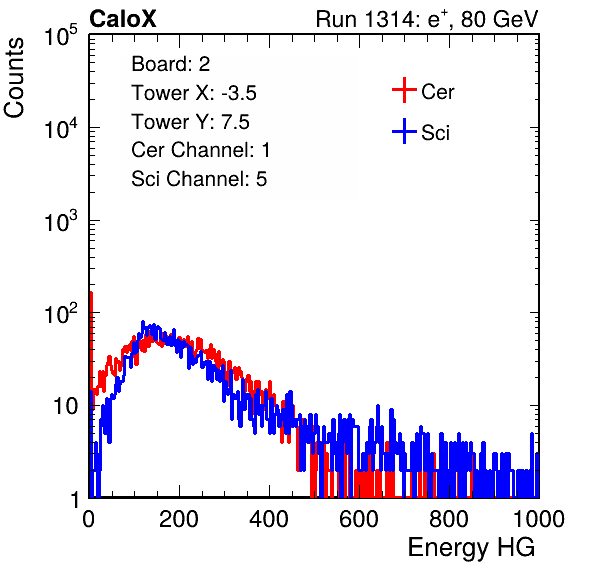 CaloX Run 1314: e⁺, 80 GeV
Counts
10⁵
10⁴
10³
10²
10
1
Board: 2
Tower X: -3.5
Tower Y: 7.5
Cer Channel: 1
Sci Channel: 5
Cer
Sci
0 200 400 600 800 1000
Energy HG